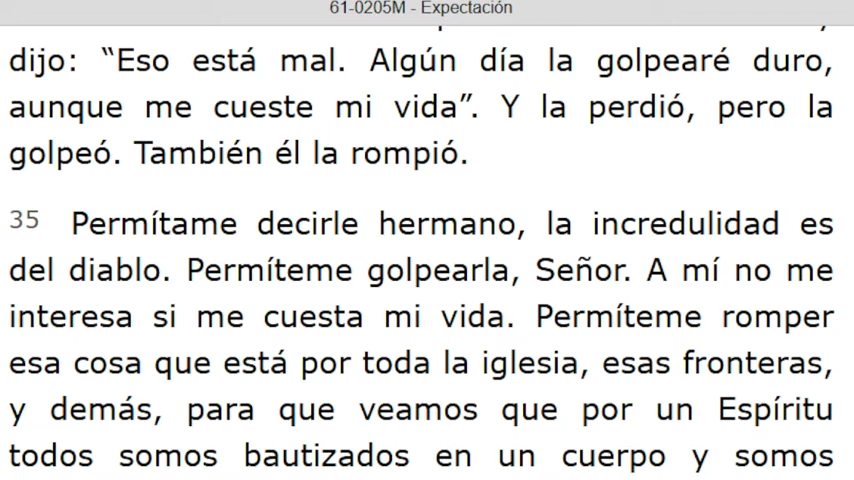 61-0205M - Expectación
dijo: “Eso está mal. Algún día la golpearé duro,
aunque me cueste mi vida”. Y la perdió, pero la
golpeó. También él la rompió.
35 Permítame decirle hermano, la incredulidad es
del diablo. Permíteme golpearla, Señor. A mí no me
interesa si me cuesta mi vida. Permíteme romper
esa cosa que está por toda la iglesia, esas fronteras,
y demás, para que veamos que por un Espíritu
todos somos bautizados en un cuerpo y somos